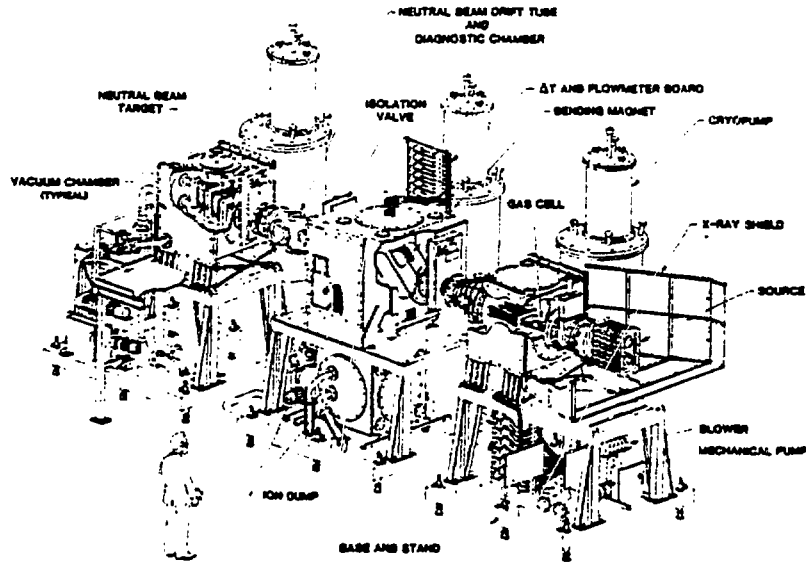 NEUTRAL BEAM DRIFT TUBE
AND
DIAGNOSTIC CHAMBER
NEUTRAL BEAM
TARGET
ISOLATION
VALVE
ΔT AND FLOWMETER BOARD
BENDING MAGNET
CRYOPUMP
VACUUM CHAMBER
(TYPICAL)
GAS CELL
X-RAY SHIELD
SOURCE
BLOWER
MECHANICAL PUMP
ION DUMP
BASE AND STAND